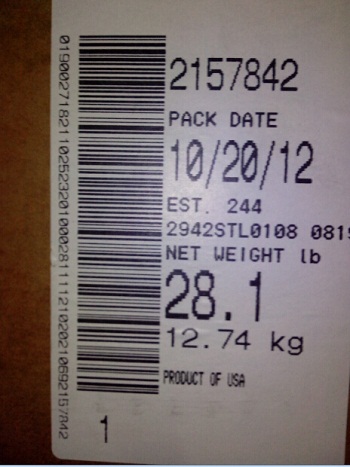 0190027182110252320100028111121020210692157842
2157842
PACK DATE
10/20/12
EST. 244
2942STL0108
NET WEIGHT lb
28.1
12.74 kg
PRODUCT OF USA
1